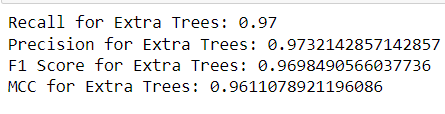 Recall for Extra Trees: 0.97
Precision for Extra Trees: 0.9732142857142857
F1 Score for Extra Trees: 0.9698490566037736
MCC for Extra Trees: 0.9611078921196086